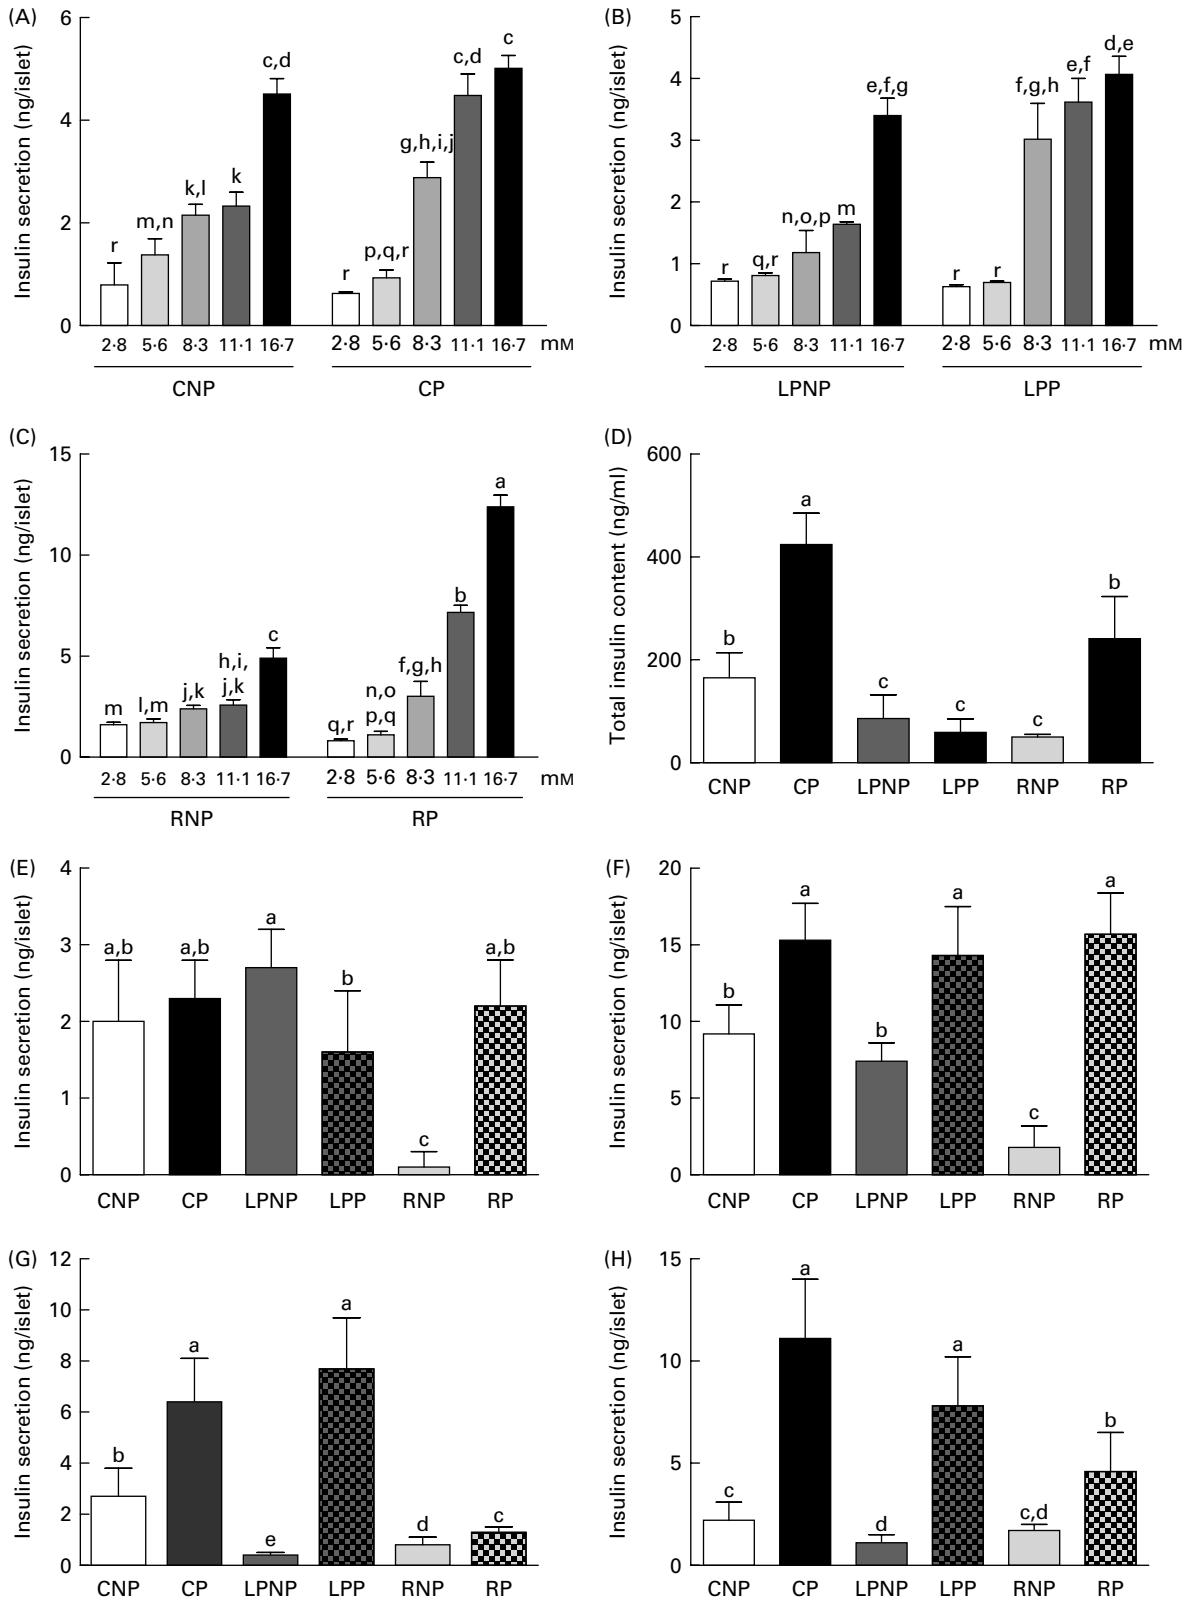 (A)
Insulin secretion (ng/islet)
6
4
2
0
r
m,n
k,l
k
c,d
r
p,q,r
g,h,i,j
c,d
c
2·8 5·6 8·3 11·1 16·7 2·8 5·6 8·3 11·1 16·7 mM
CNP CP
(B)
Insulin secretion (ng/islet)
5
4
3
2
1
0
r
q,r
n,o,p
m
e,f,g
r
r
f,g,h
e,f
d,e
2·8 5·6 8·3 11·1 16·7 2·8 5·6 8·3 11·1 16·7 mM
LPNP LPP
(C)
Insulin secretion (ng/islet)
15
10
5
0
m
l,m
j,k
h,i,
j,k
c
q,r
n,o
p,q
f,g,h
b
a
2·8 5·6 8·3 11·1 16·7 2·8 5·6 8·3 11·1 16·7 mM
RNP RP
(D)
Total insulin content (ng/ml)
600
400
200
0
b
a
c
c
c
b
CNP CP LPNP LPP RNP RP
(E)
Insulin secretion (ng/islet)
4
3
2
1
0
a,b
a,b
a
b
c
a,b
CNP CP LPNP LPP RNP RP
(F)
Insulin secretion (ng/islet)
20
15
10
5
0
b
a
b
a
c
a
CNP CP LPNP LPP RNP RP
(G)
Insulin secretion (ng/islet)
12
10
8
6
4
2
0
b
a
e
a
d
c
CNP CP LPNP LPP RNP RP
(H)
Insulin secretion (ng/islet)
15
10
5
0
c
a
d
a
c,d
b
CNP CP LPNP LPP RNP RP